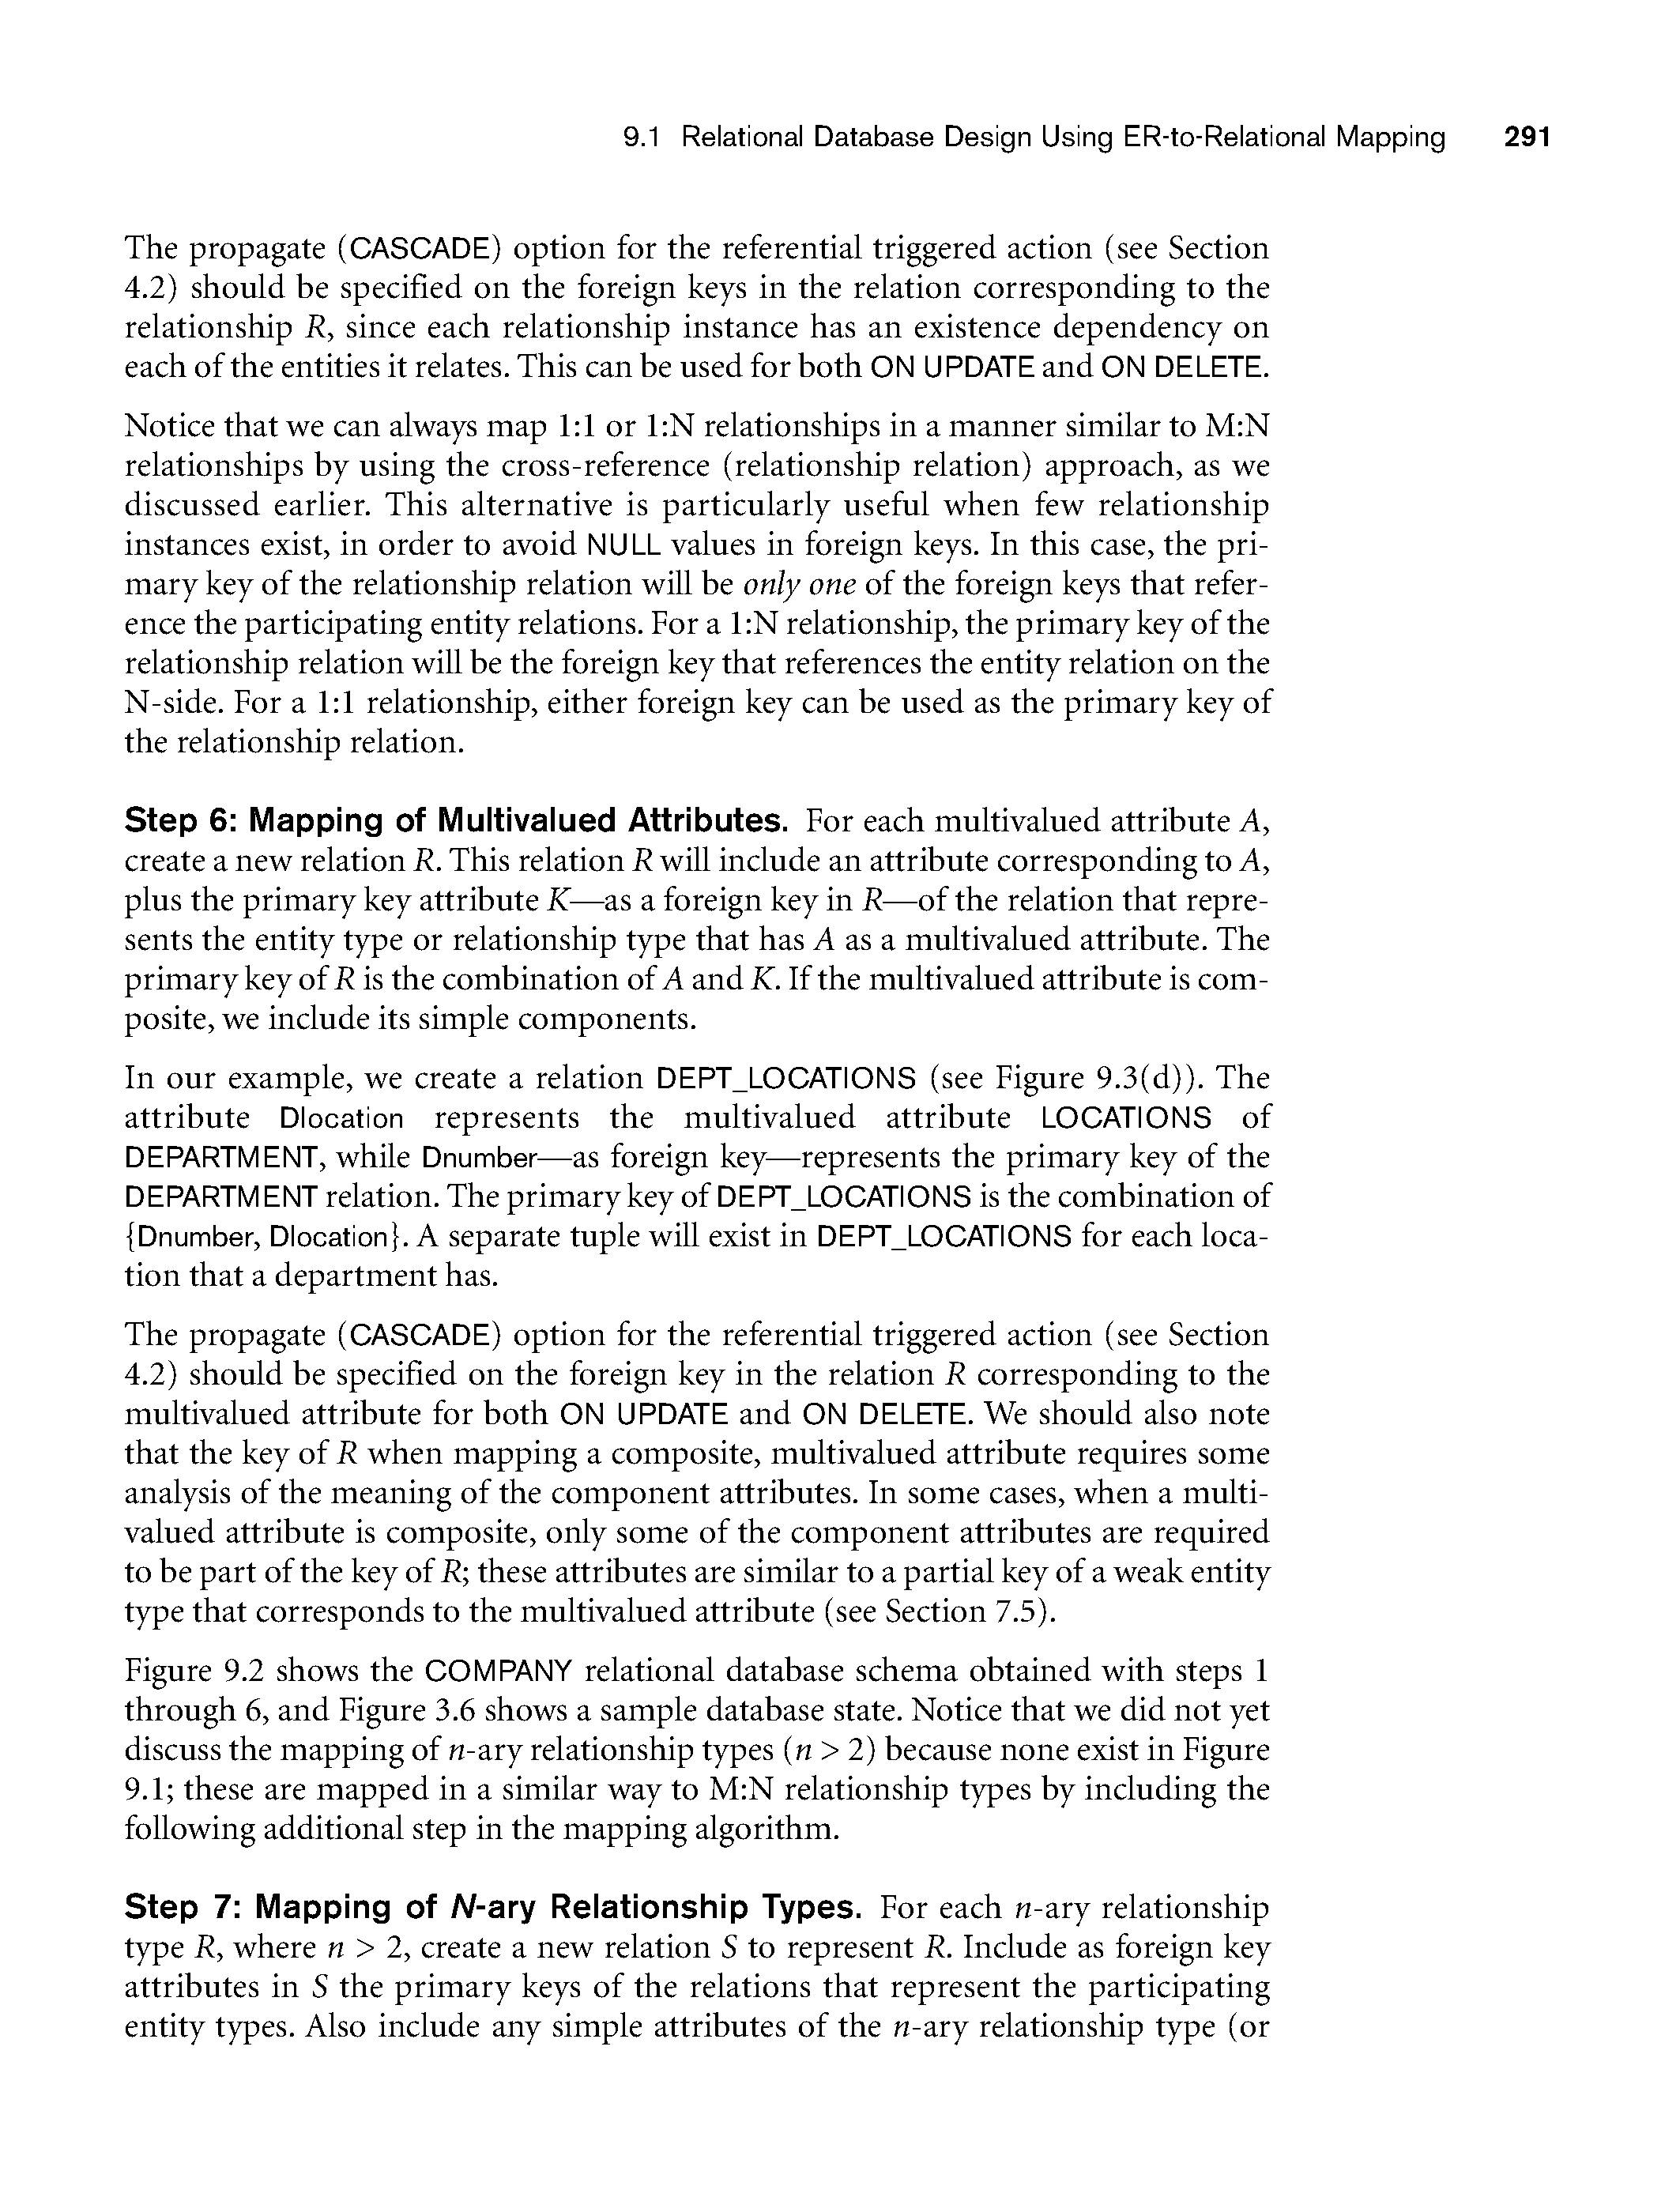 9.1 Relational Database Design Using ER-to-Relational Mapping 291
The propagate (CASCADE) option for the referential triggered action (see Section
4.2) should be specified on the foreign keys in the relation corresponding to the
relationship R, since each relationship instance has an existence dependency on
each of the entities it relates. This can be used for both ON UPDATE and ON DELETE.
Notice that we can always map 1:1 or 1:N relationships in a manner similar to M:N
relationships by using the cross-reference (relationship relation) approach, as we
discussed earlier. This alternative is particularly useful when few relationship
instances exist, in order to avoid NULL values in foreign keys. In this case, the pri-
mary key of the relationship relation will be only one of the foreign keys that refer-
ence the participating entity relations. For a 1:N relationship, the primary key of the
relationship relation will be the foreign key that references the entity relation on the
N-side. For a 1:1 relationship, either foreign key can be used as the primary key of
the relationship relation.
Step 6: Mapping of Multivalued Attributes. For each multivalued attribute A,
create a new relation R. This relation R will include an attribute corresponding to A,
plus the primary key attribute K—as a foreign key in R—of the relation that repre-
sents the entity type or relationship type that has A as a multivalued attribute. The
primary key of R is the combination of A and K. If the multivalued attribute is com-
posite, we include its simple components.
In our example, we create a relation DEPT_LOCATIONS (see Figure 9.3(d)). The
attribute Dlocation represents the multivalued attribute LOCATIONS of
DEPARTMENT, while Dnumber—as foreign key—represents the primary key of the
DEPARTMENT relation. The primary key of DEPT_LOCATIONS is the combination of
{Dnumber, Dlocation}. A separate tuple will exist in DEPT_LOCATIONS for each loca-
tion that a department has.
The propagate (CASCADE) option for the referential triggered action (see Section
4.2) should be specified on the foreign key in the relation R corresponding to the
multivalued attribute for both ON UPDATE and ON DELETE. We should also note
that the key of R when mapping a composite, multivalued attribute requires some
analysis of the meaning of the component attributes. In some cases, when a multi-
valued attribute is composite, only some of the component attributes are required
to be part of the key of R; these attributes are similar to a partial key of a weak entity
type that corresponds to the multivalued attribute (see Section 7.5).
Figure 9.2 shows the COMPANY relational database schema obtained with steps 1
through 6, and Figure 3.6 shows a sample database state. Notice that we did not yet
discuss the mapping of n-ary relationship types (n > 2) because none exist in Figure
9.1; these are mapped in a similar way to M:N relationship types by including the
following additional step in the mapping algorithm.
Step 7: Mapping of N-ary Relationship Types. For each n-ary relationship
type R, where n > 2, create a new relation S to represent R. Include as foreign key
attributes in S the primary keys of the relations that represent the participating
entity types. Also include any simple attributes of the n-ary relationship type (or